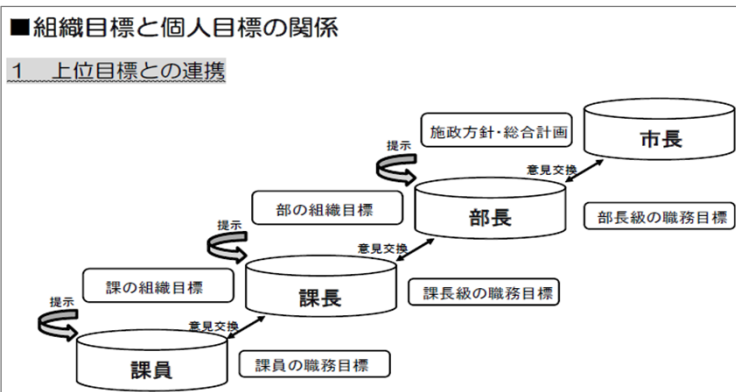 ■組織目標と個人目標の関係
1 上位目標との連携
施政方針・総合計画
市長
提示
意見交換
部の組織目標
部長
部長級の職務目標
提示
意見交換
課の組織目標
課長
課長級の職務目標
提示
意見交換
課員
課員の職務目標